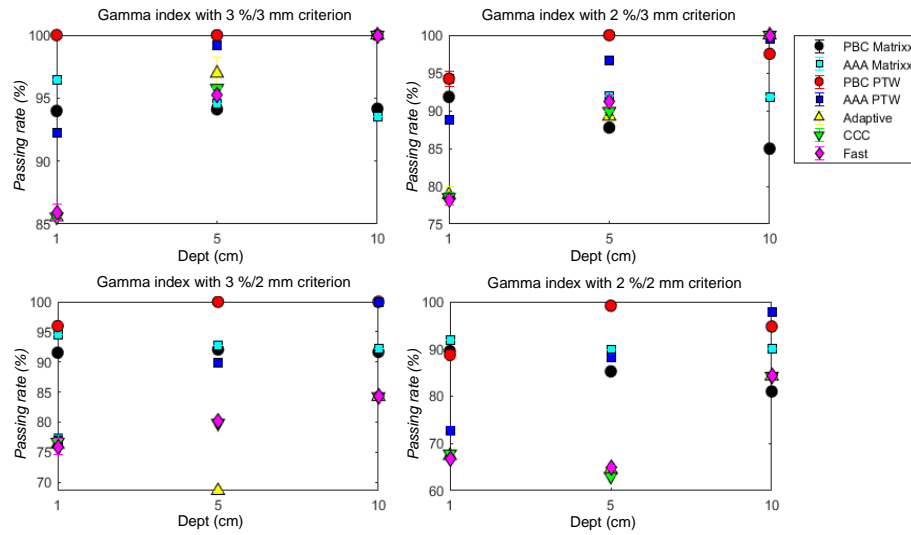 Gamma index with 3 %/3 mm criterion
100
95
90
85
Passing rate (%)
1
5
10
Dept (cm)
Gamma index with 2 %/3 mm criterion
100
95
90
85
80
75
Passing rate (%)
1
5
10
Dept (cm)
PBC Matrixx
AAA Matrixx
PBC PTW
AAA PTW
Adaptive
CCC
Fast
Gamma index with 3 %/2 mm criterion
100
95
90
85
80
75
70
Passing rate (%)
1
5
10
Dept (cm)
Gamma index with 2 %/2 mm criterion
100
90
80
70
60
Passing rate (%)
1
5
10
Dept (cm)